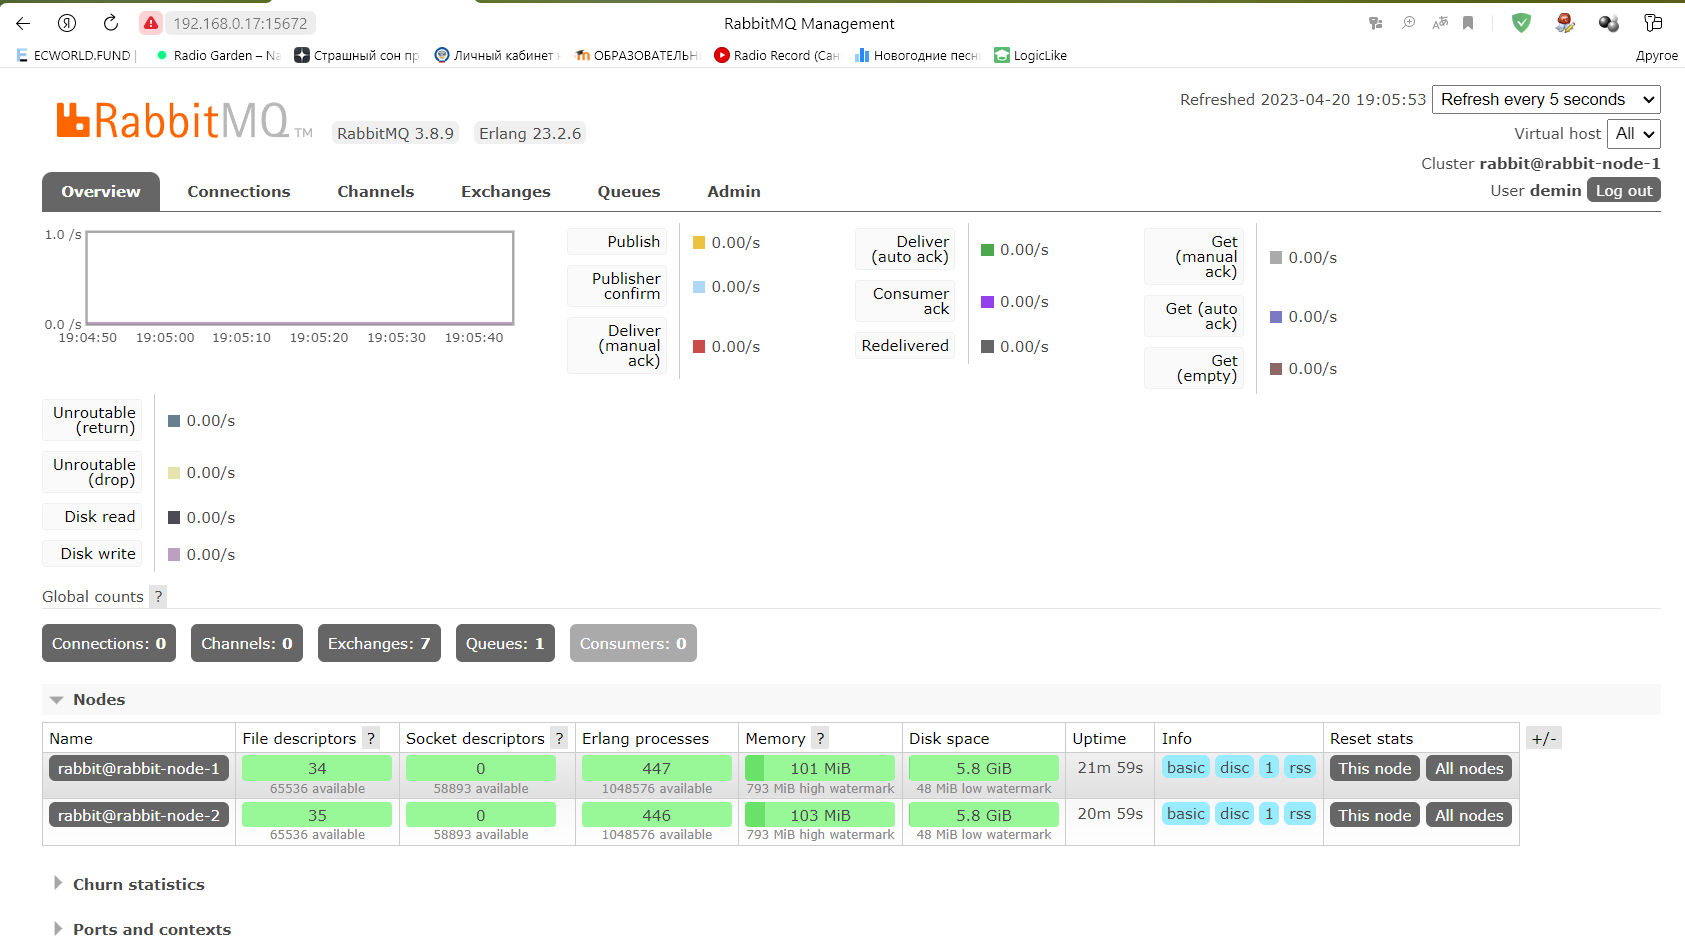 192.168.0.17:15672
RabbitMQ Management
ECWORLD.FUND |
Radio Garden – Na
Страшный сон пр
Личный кабинет
ОБРАЗОВАТЕЛЬН
Radio Record (Сан
Новогодние песн
LogicLike
Другое
RabbitMQ TM
RabbitMQ 3.8.9
Erlang 23.2.6
Refreshed 2023-04-20 19:05:53 Refresh every 5 seconds
Virtual host All
Cluster rabbit@rabbit-node-1
User demin Log out
Overview Connections Channels Exchanges Queues Admin
1.0 /s
0.0 /s
19:04:50 19:05:00 19:05:10 19:05:20 19:05:30 19:05:40
Publish 0.00/s
Publisher
confirm 0.00/s
Deliver
(manual
ack) 0.00/s
Deliver
(auto ack) 0.00/s
Consumer
ack 0.00/s
Redelivered 0.00/s
Get
(manual
ack) 0.00/s
Get (auto
ack) 0.00/s
Get
(empty) 0.00/s
Unroutable
(return) 0.00/s
Unroutable
(drop) 0.00/s
Disk read 0.00/s
Disk write 0.00/s
Global counts ?
Connections: 0 Channels: 0 Exchanges: 7 Queues: 1 Consumers: 0
Nodes
Name File descriptors ? Socket descriptors ? Erlang processes Memory ? Disk space Uptime Info Reset stats +/-
rabbit@rabbit-node-1 34 0 447 101 MiB 5.8 GiB 21m 59s basic disc 1 rss This node All nodes
65536 available 58893 available 1048576 available 793 MiB high watermark 48 MiB low watermark
rabbit@rabbit-node-2 35 0 446 103 MiB 5.8 GiB 20m 59s basic disc 1 rss This node All nodes
65536 available 58893 available 1048576 available 793 MiB high watermark 48 MiB low watermark
Churn statistics
Ports and contexts